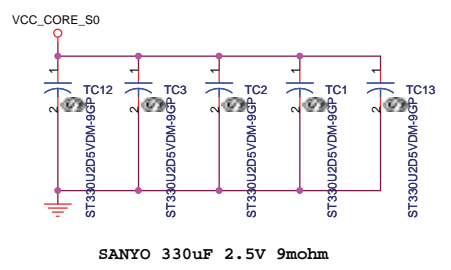 VCC_CORE_S0
1 1 1 1 1
TC12 TC3 TC2 TC1 TC13
2 2 2 2 2
ST330U2D5VDM-9GP ST330U2D5VDM-9GP ST330U2D5VDM-9GP ST330U2D5VDM-9GP ST330U2D5VDM-9GP
SANYO 330uF 2.5V 9mohm